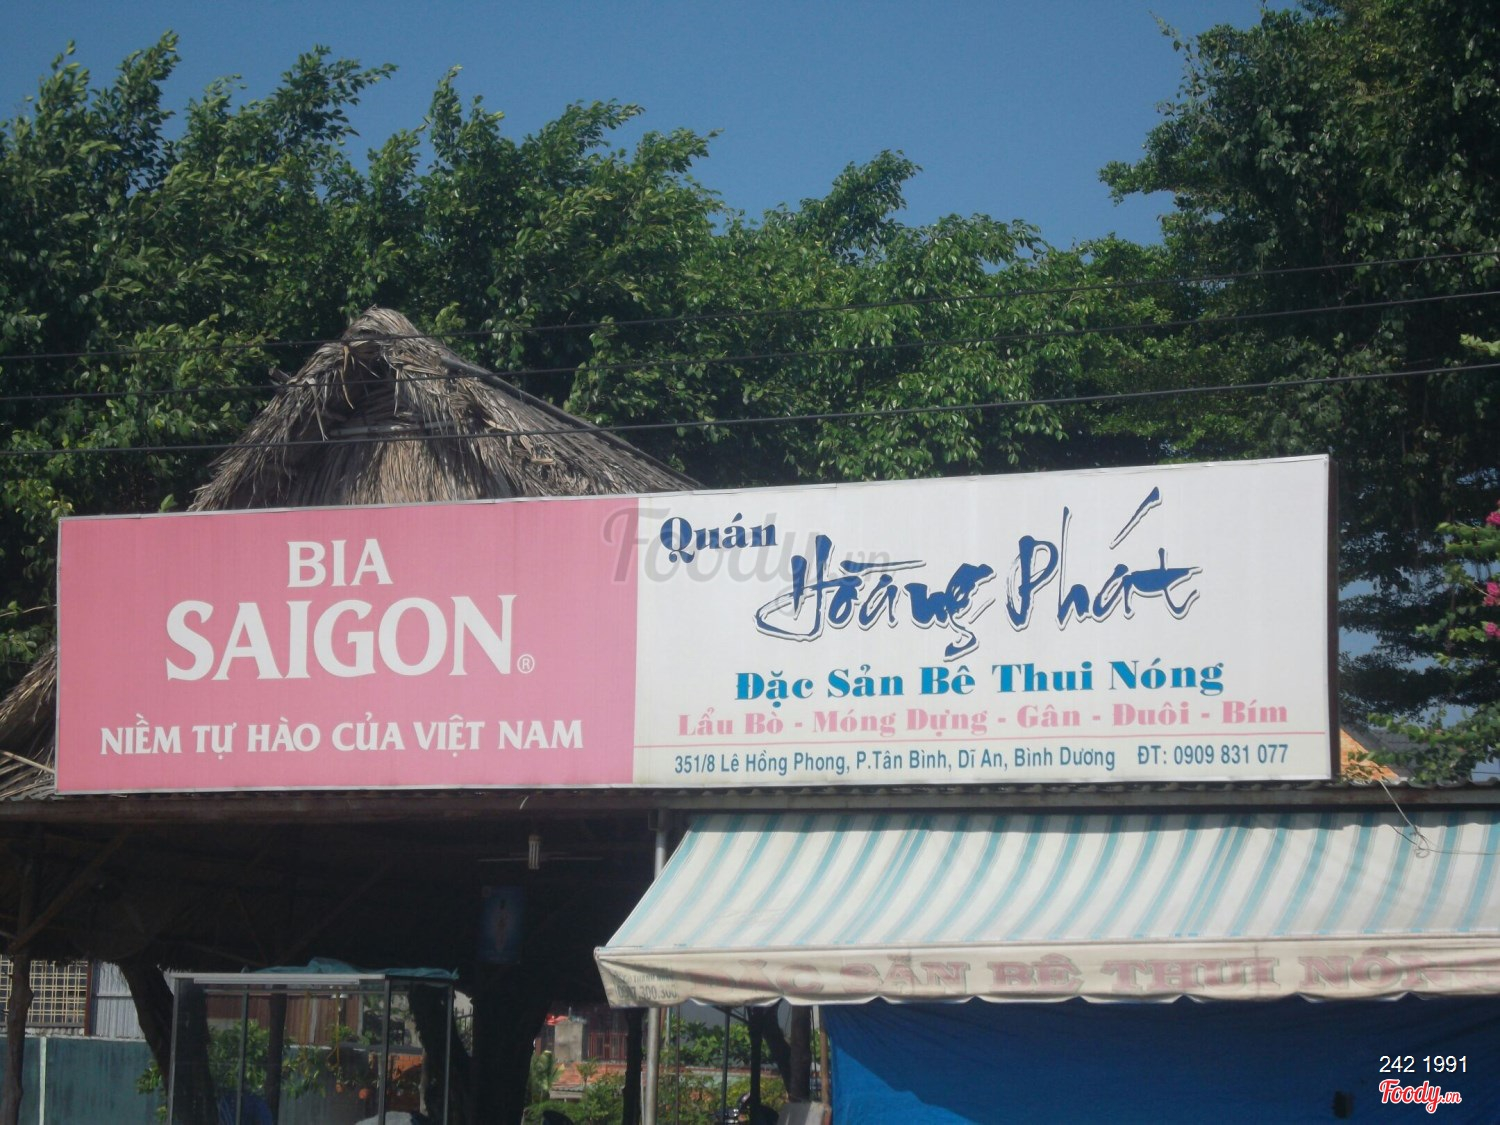 BIA
SAIGON®
NIỀM TỰ HÀO CỦA VIỆT NAM
Quán
Hoàng Phát
Đặc Sản Bê Thui Nóng
Lẩu Bò - Móng Dựng - Gân - Đuôi - Bím
351/8 Lê Hồng Phong, P.Tân Bình, Dĩ An, Bình Dương ĐT: 0909 831 077
Foody.vn
ĐẶC SẢN BÊ THUI NÓNG
242 1991
Foody.vn